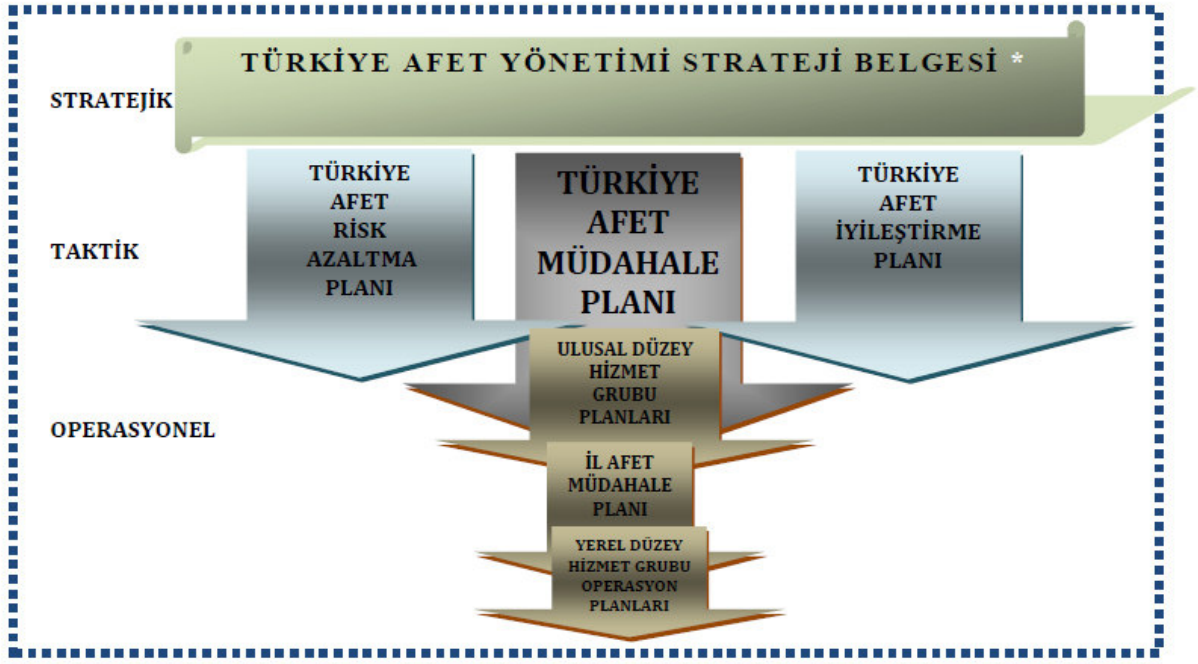 TÜRKİYE AFET YÖNETİMİ STRATEJİ BELGESİ *
STRATEJİK
TÜRKİYE
AFET
RİSK
AZALTMA
PLANI
TÜRKİYE
AFET
MÜDAHALE
PLANI
TÜRKİYE
AFET
İYİLEŞTİRME
PLANI
TAKTİK
ULUSAL DÜZEY
HİZMET
GRUBU
PLANLARI
OPERASYONEL
İL AFET
MÜDAHALE
PLANI
YEREL DÜZEY
HİZMET GRUBU
OPERASYON
PLANLARI